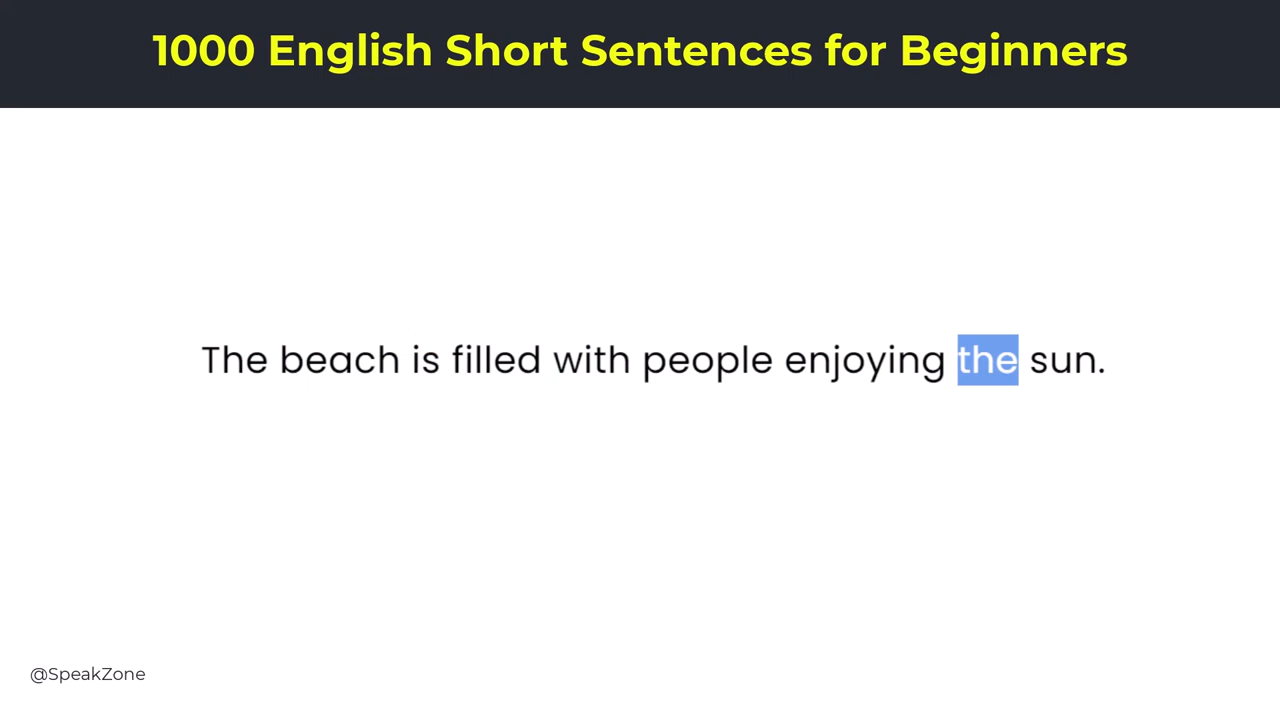 1000 English Short Sentences for Beginners
The beach is filled with people enjoying the sun.
@SpeakZone